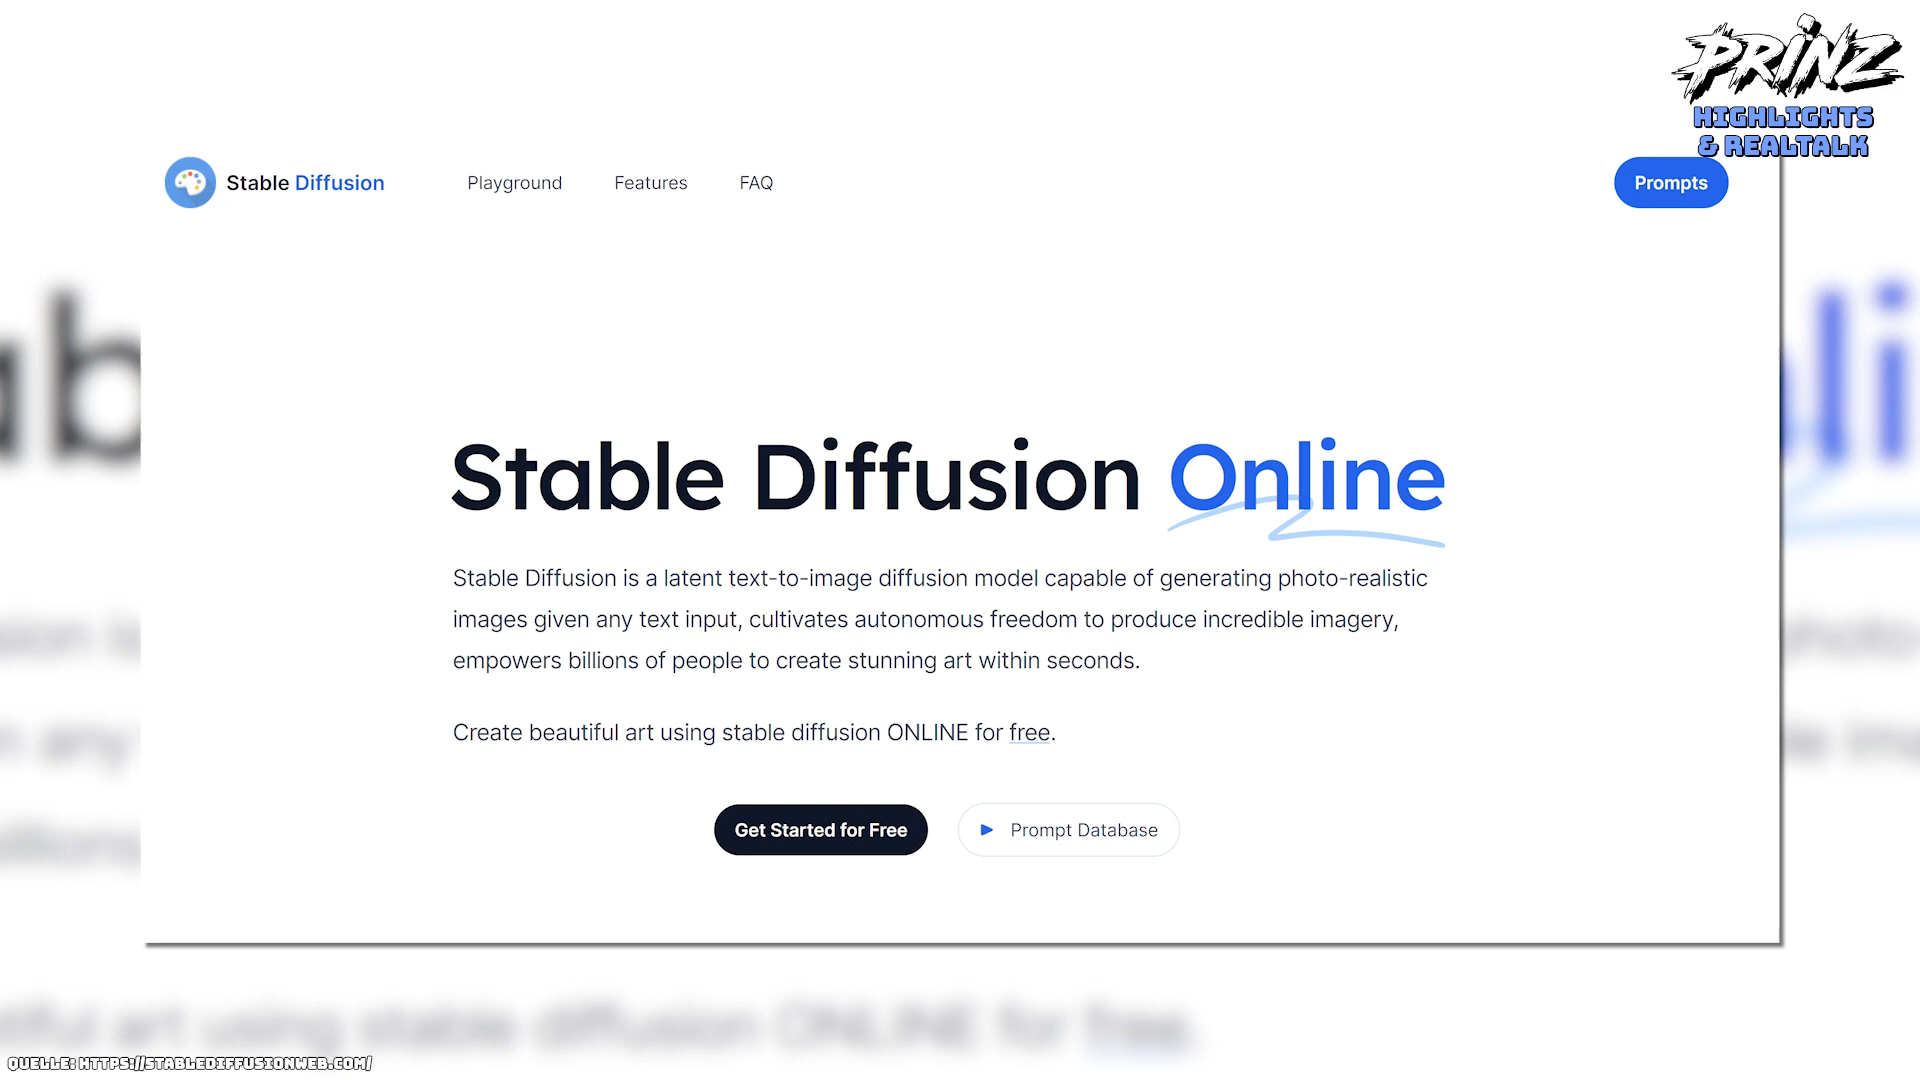 PRINZ
HIGHLIGHTS
& REALTALK
Stable Diffusion
Playground
Features
FAQ
Prompts
Stable Diffusion Online
Stable Diffusion is a latent text-to-image diffusion model capable of generating photo-realistic
images given any text input, cultivates autonomous freedom to produce incredible imagery,
empowers billions of people to create stunning art within seconds.
Create beautiful art using stable diffusion ONLINE for free.
Get Started for Free
Prompt Database
QUELLE: HTTPS://STABLEDIFFUSIONWEB.COM/